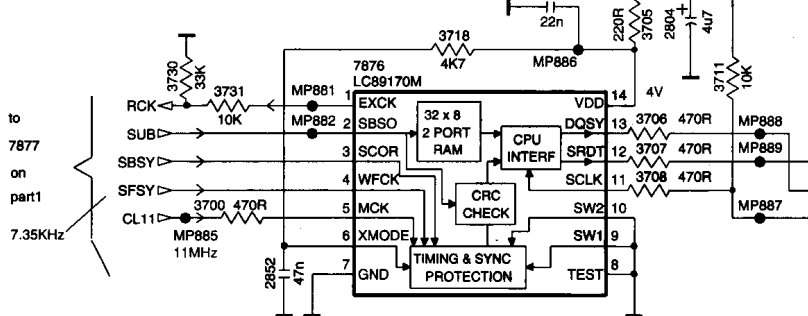 22n
220R
3705
2804
4u7
3718
4K7
MP886
3730
33K
3711
10K
7876
LC89170M
14
4V
RCK
3731
10K
MP881
1
EXCK
32 x 8
2 PORT
RAM
VDD
to
7877
on
part1
7.35KHz
SUB
MP882
2
SBSO
CPU
INTERF
DQSY
13
3706
470R
MP888
SBSY
3
SCOR
SRDT
12
3707
470R
MP889
SFSY
4
WFCK
CRC
CHECK
SCLK
11
3708
470R
CL11
3700
470R
5
MCK
SW2
10
MP887
MP885
11MHz
6
XMODE
TIMING & SYNC
PROTECTION
SW1
9
2852
47n
7
GND
TEST
8